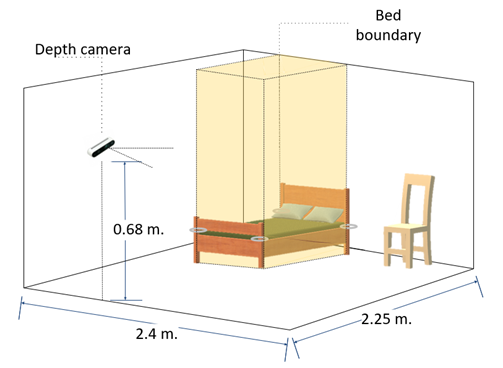 Bed
boundary
Depth camera
0.68 m.
2.4 m.
2.25 m.